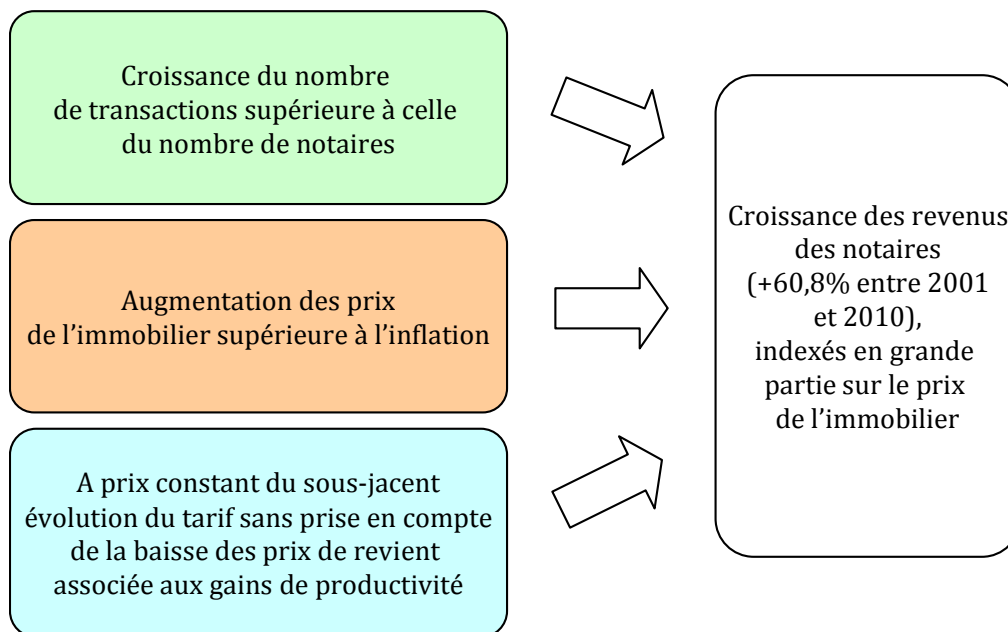 Croissance du nombre
de transactions supérieure à celle
du nombre de notaires
Augmentation des prix
de l’immobilier supérieure à l’inflation
A prix constant du sous-jacent
évolution du tarif sans prise en compte
de la baisse des prix de revient
associée aux gains de productivité
Croissance des revenus
des notaires
(+60,8% entre 2001
et 2010),
indexés en grande
partie sur le prix
de l’immobilier